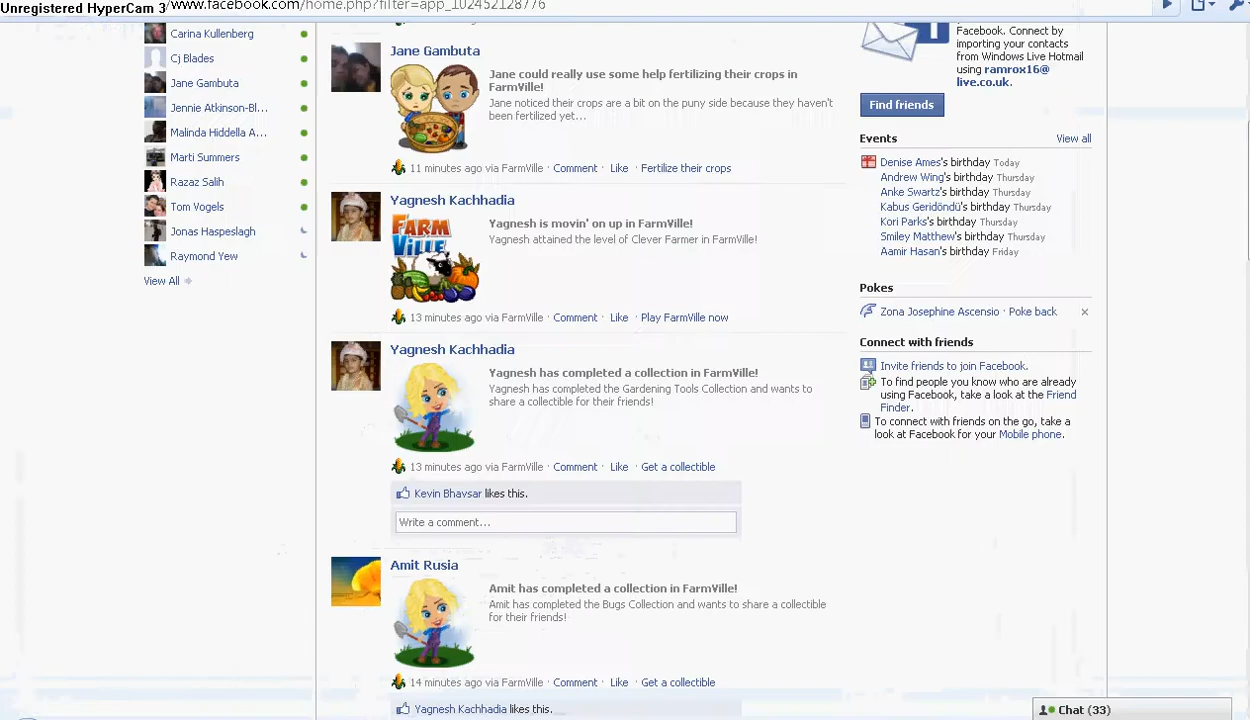 Unregistered HyperCam 3
www.facebook.com/home.php?filter=app_102452128776
Carina Kullenberg
Cj Blades
Jane Gambuta
Jennie Atkinson-Bl...
Malinda Hiddella A...
Marti Summers
Razaz Salih
Tom Vogels
Jonas Haspeslagh
Raymond Yew
View All
Jane Gambuta
Jane could really use some help fertilizing their crops in
FarmVille!
Jane noticed their crops are a bit on the puny side because they haven't
been fertilized yet...
11 minutes ago via FarmVille · Comment · Like · Fertilize their crops
Yagnesh Kachhadia
FARM
VILLE
Yagnesh is movin' on up in FarmVille!
Yagnesh attained the level of Clever Farmer in FarmVille!
13 minutes ago via FarmVille · Comment · Like · Play FarmVille now
Yagnesh Kachhadia
Yagnesh has completed a collection in FarmVille!
Yagnesh has completed the Gardening Tools Collection and wants to
share a collectible for their friends!
13 minutes ago via FarmVille · Comment · Like · Get a collectible
Kevin Bhavsar likes this.
Write a comment...
Amit Rusia
Amit has completed a collection in FarmVille!
Amit has completed the Bugs Collection and wants to share a collectible
for their friends!
14 minutes ago via FarmVille · Comment · Like · Get a collectible
Yagnesh Kachhadia likes this.
Facebook. Connect by
importing your contacts
from Windows Live Hotmail
using ramrox16@
live.co.uk.
Find friends
Events View all
Denise Ames's birthday Today
Andrew Wing's birthday Thursday
Anke Swartz's birthday Thursday
Kabus Geridöndü's birthday Thursday
Kori Parks's birthday Thursday
Smiley Matthew's birthday Thursday
Aamir Hasan's birthday Friday
Pokes
Zona Josephine Ascensio · Poke back
Connect with friends
Invite friends to join Facebook.
To find people you know who are already
using Facebook, take a look at the Friend
Finder.
To connect with friends on the go, take a
look at Facebook for your Mobile phone.
Chat (33)